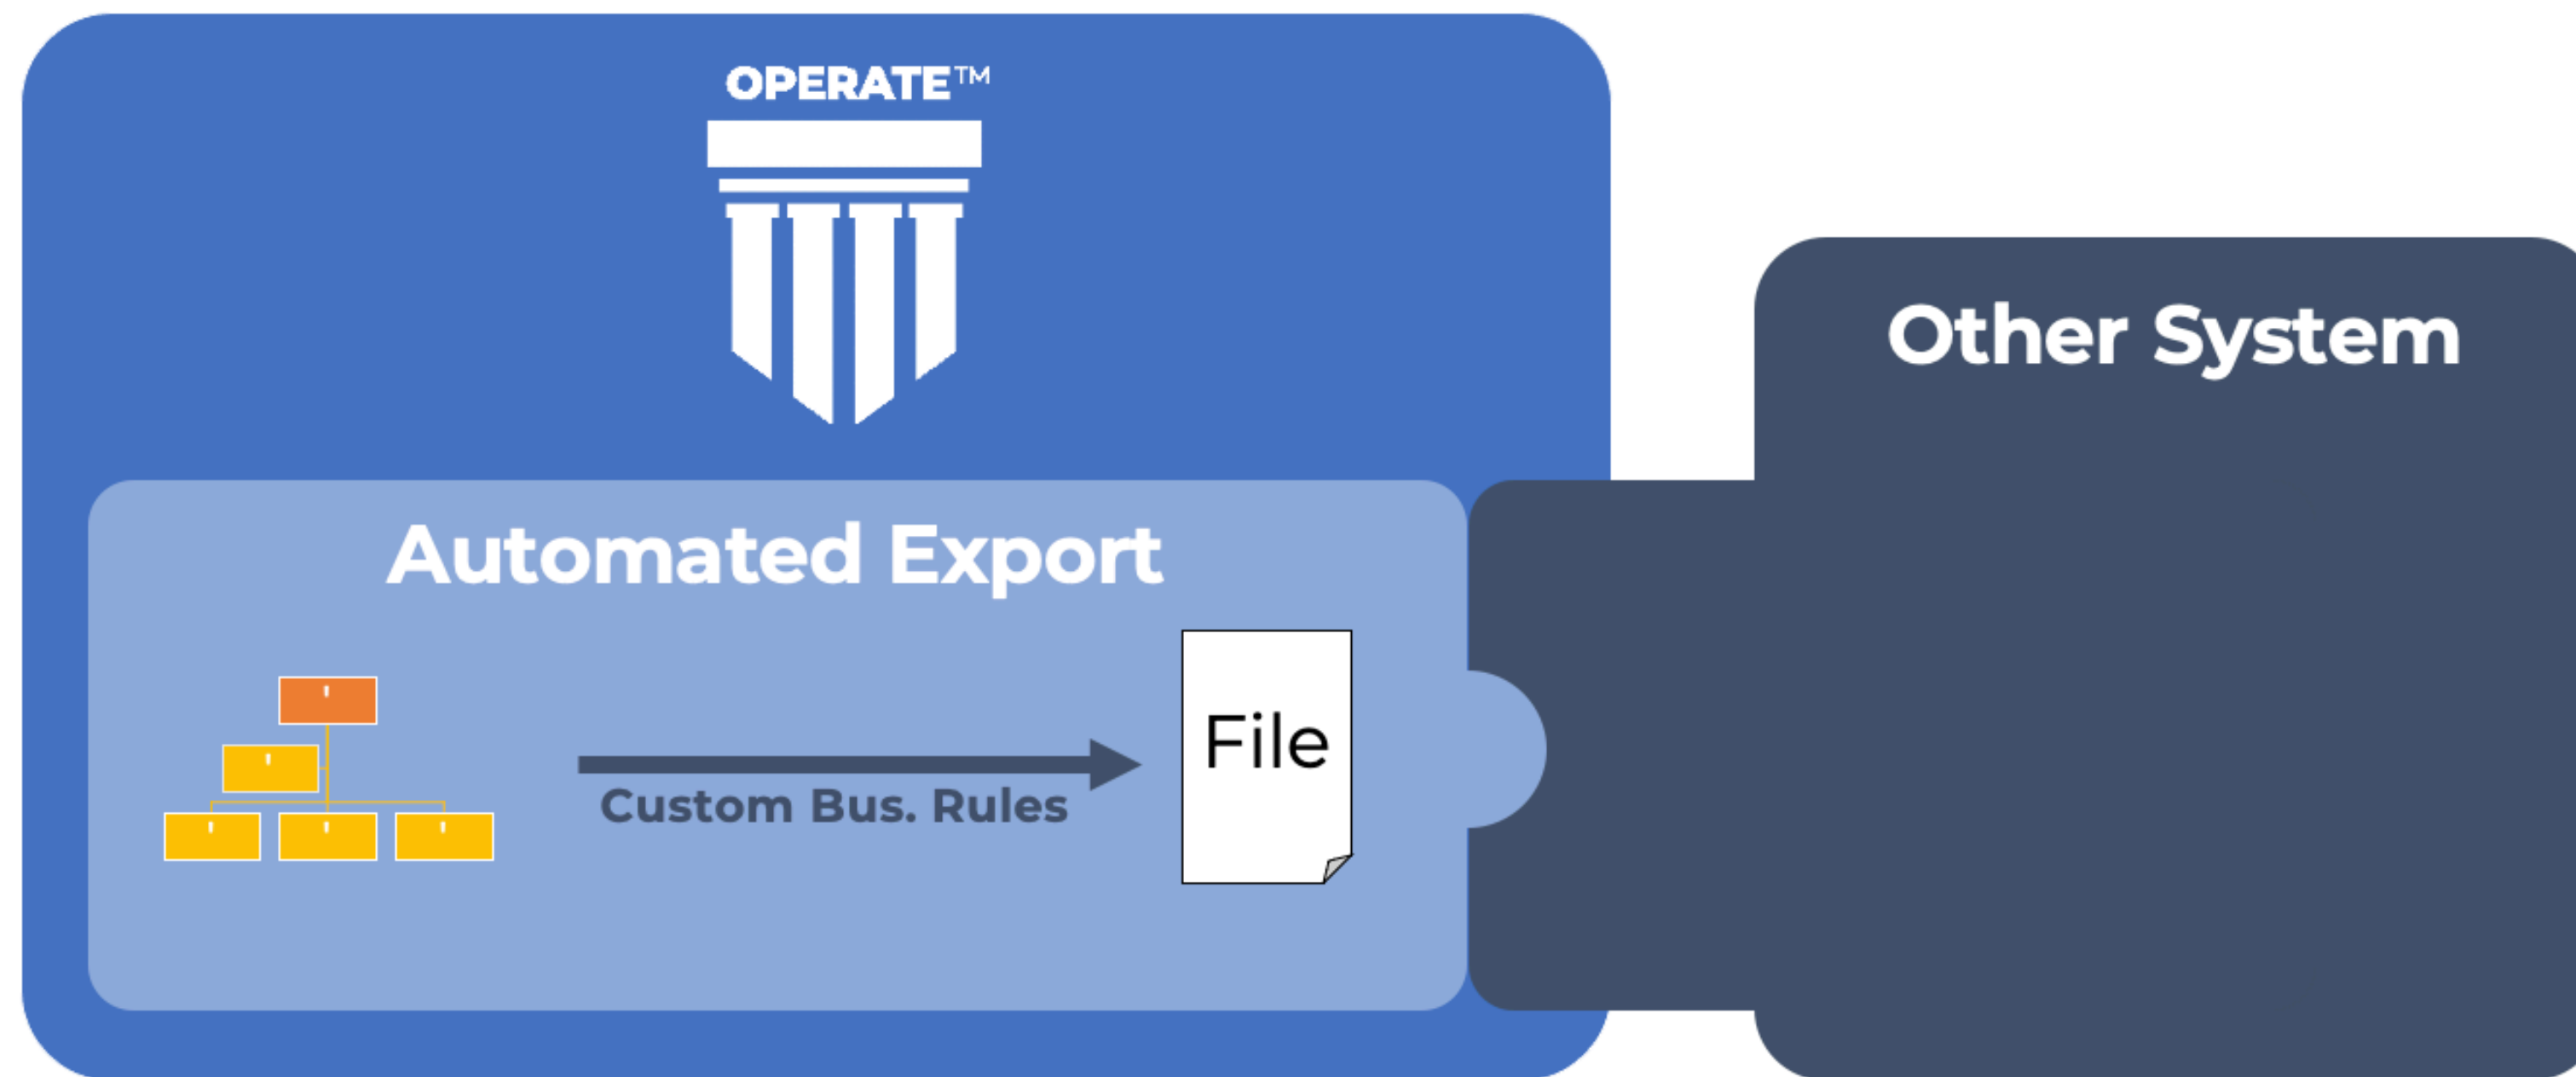 OPERATE™
Other System
Automated Export
File
Custom Bus. Rules